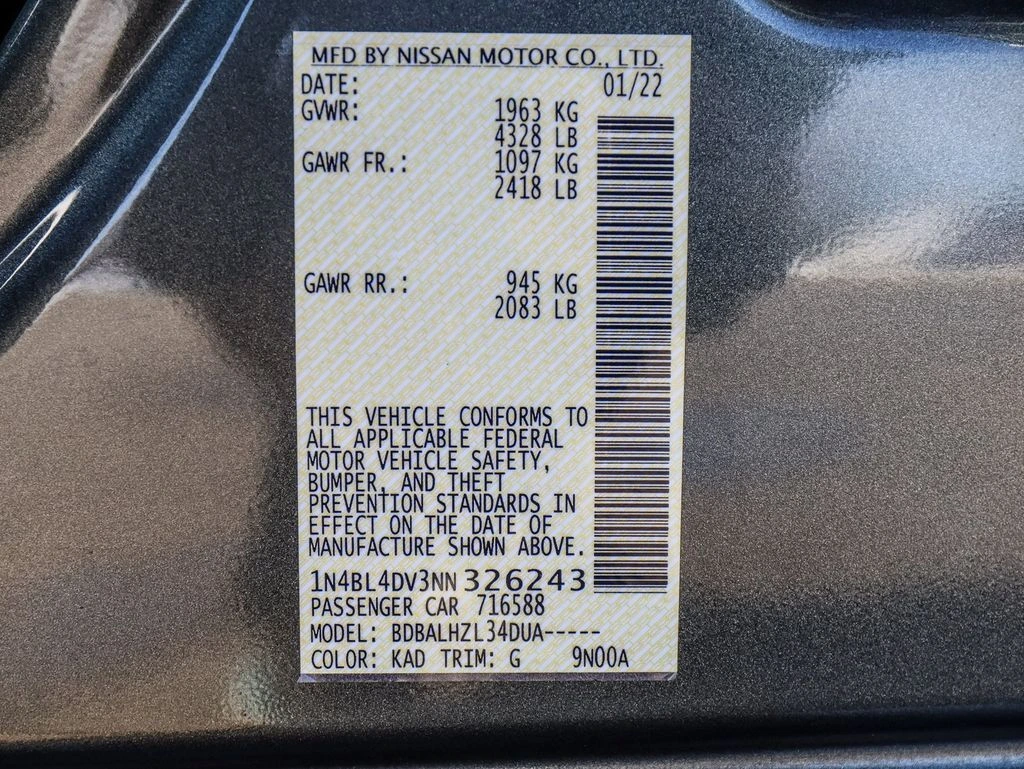 MFD BY NISSAN MOTOR CO., LTD.
DATE: 01/22
GVWR: 1963 KG
4328 LB
GAWR FR.: 1097 KG
2418 LB
GAWR RR.: 945 KG
2083 LB
THIS VEHICLE CONFORMS TO
ALL APPLICABLE FEDERAL
MOTOR VEHICLE SAFETY,
BUMPER, AND THEFT
PREVENTION STANDARDS IN
EFFECT ON THE DATE OF
MANUFACTURE SHOWN ABOVE.
1N4BL4DV3NN326243
PASSENGER CAR 716588
MODEL: BDBALHZL34DUA-----
COLOR: KAD TRIM: G 9N00A